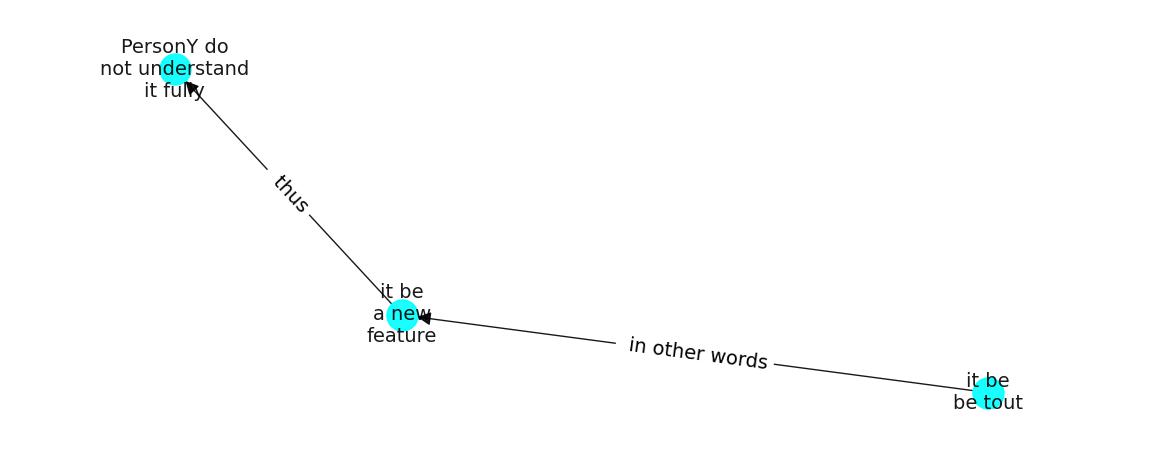 PersonY do
not understand
it fully
thus
it be
a new
feature
in other words
it be
be tout